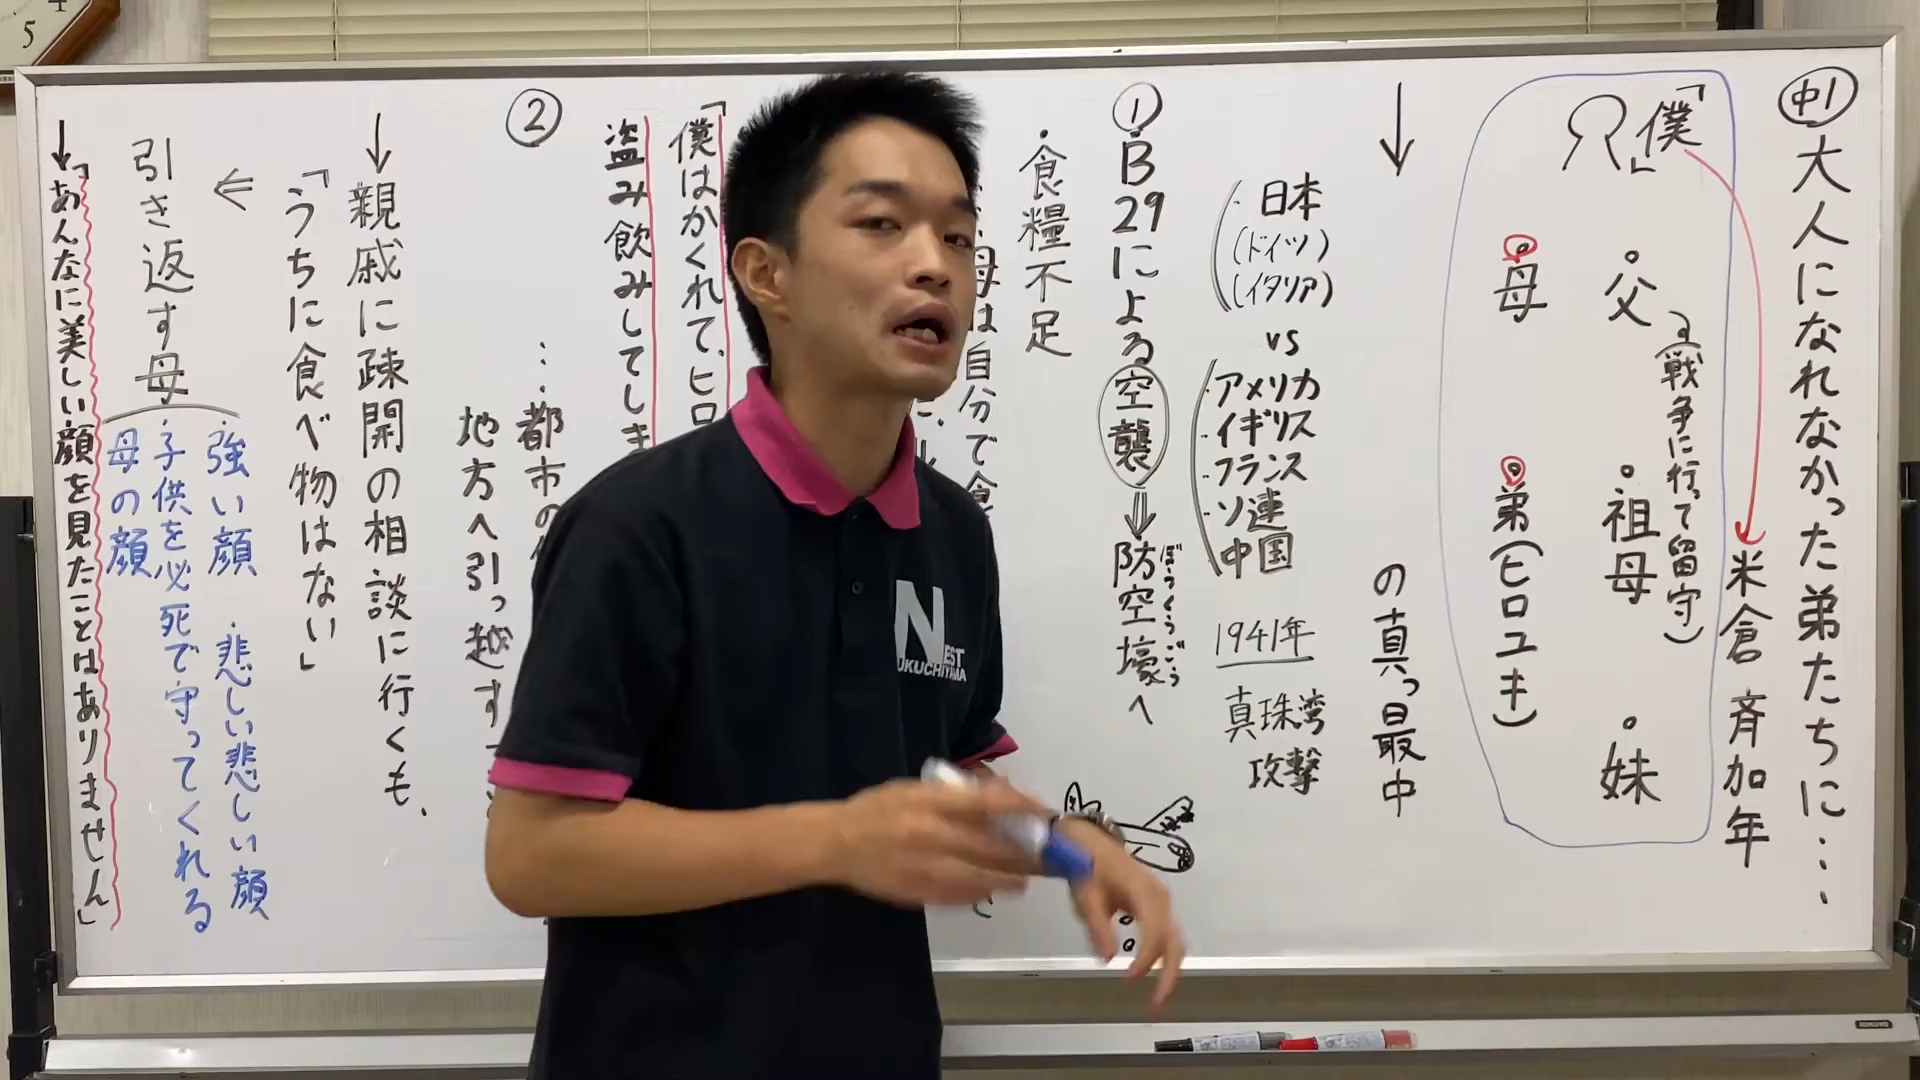 中1 大人になれなかった弟たちに…
米倉 斉加年
「僕」
・父
(戦争に行って留守)
・祖母
・妹
・母
・弟(ヒロユキ)
↓
の真っ最中
・日本
(ドイツ)
(イタリア)
vs
・アメリカ
・イギリス
・フランス
・ソ連
中国
1941年
真珠湾
攻撃
①
・B29による空襲⇒防空壕へ
ぼうくうごう
・食糧不足
母は自分で食
「僕はかくれて、ヒロ
盗み飲みしてしま
②
…都市の
地方へ引っ越す
↓親戚に疎開の相談に行くも、
「うちに食べ物はない」
⇐
引き返す母
・強い顔 ・悲しい悲しい顔
・子供を必死で守ってくれる
母の顔
↓「あんなに美しい顔を見たことはありません」
NEST
UKUCHIYAMA
4
5
KOKUYO